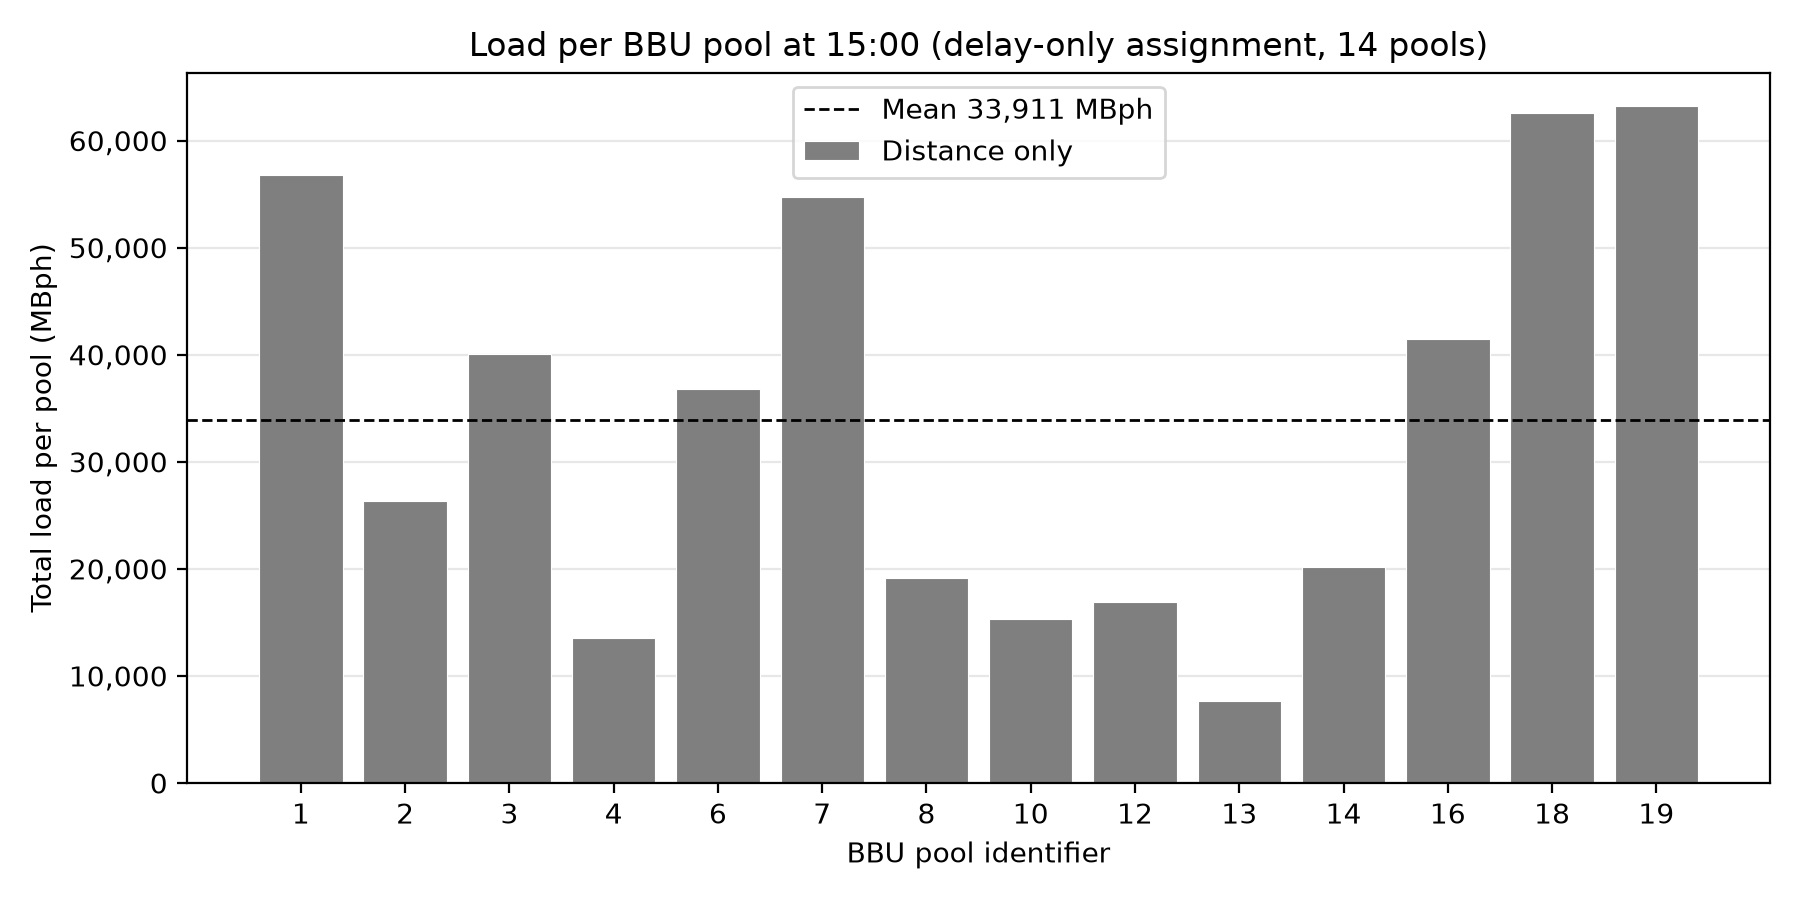 Load per BBU pool at 15:00 (delay-only assignment, 14 pools)
Mean 33,911 MBph
Distance only
Total load per pool (MBph)
60,000
50,000
40,000
30,000
20,000
10,000
0
1 2 3 4 6 7 8 10 12 13 14 16 18 19
BBU pool identifier